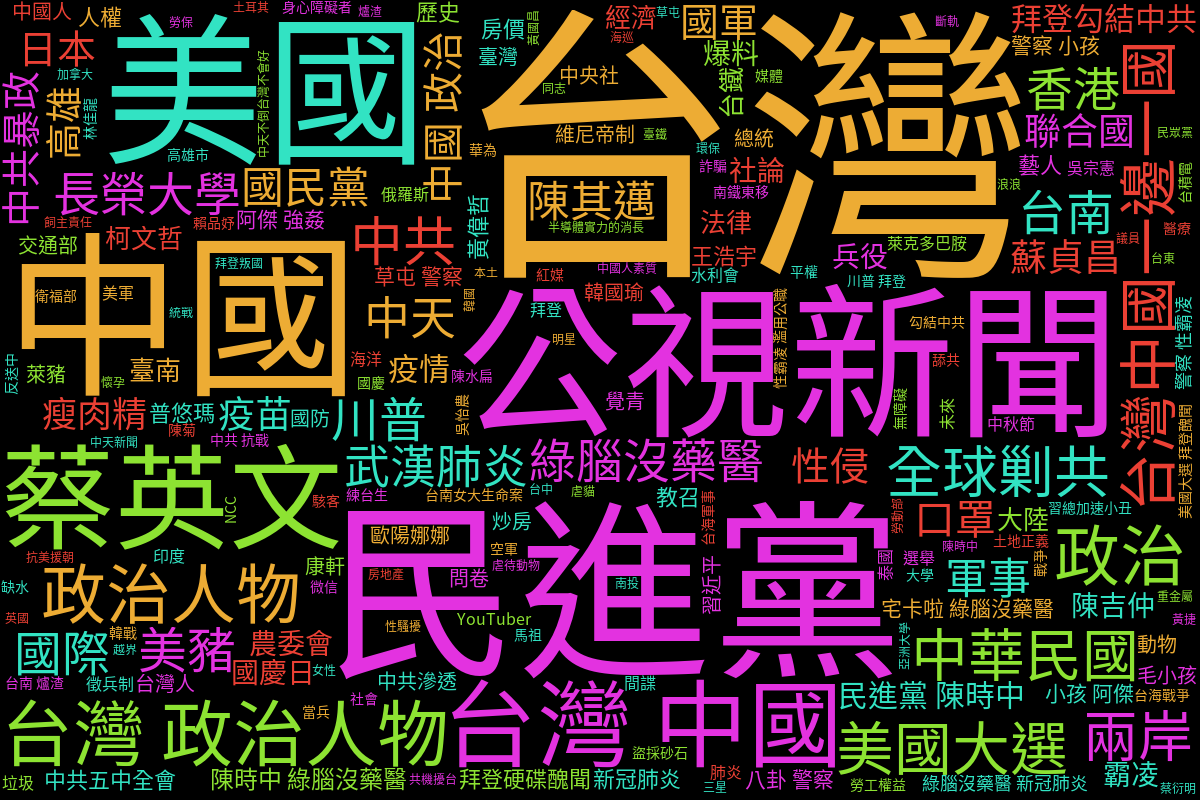 中國人
人權
土耳其
身心障礙者
爐渣
勞保
歷史
房價
黃國昌
經濟
草屯
海巡
國軍
斷軌
拜登勾結中共
日本
美國
臺灣
爆料
警察 小孩
加拿大
中天不倒台灣不會好
中國 政治
中央社
同志
台鐵
媒體
台灣
香港
中共暴政
高雄
林佳龍
維尼帝制
臺鐵
總統
聯合國
民眾黨
高雄市
華為
環保
藝人
吳宗憲
長榮大學
國民黨
俄羅斯
陳其邁
詐騙
社論
南鐵東移
浪浪
台積電
一邊一國
飼主責任
賴品妤
阿傑 強姦
黃偉哲
半導體實力的消長
法律
台南
醫療
交通部
柯文哲
中共
王浩宇
兵役
萊克多巴胺
蘇貞昌
議員
台東
中國
拜登叛國
草屯 警察
本土
紅媒
中國人素質
水利會
平權
川普 拜登
衛福部
美軍
統戰
中天
韓國
韓國瑜
拜登
公視新聞
勾結中共
台灣中國一邊一國
警察 性霸凌
明星
性霸凌 濫用公職
反送中
萊豬
懷孕
臺南
海洋
國慶
疫情
陳水扁
舔共
瘦肉精
普悠瑪
疫苗
國防
川普
吳怡農
覺青
無障礙
未來
中秋節
陳菊
中共 抗戰
中天新聞
美國大選 拜登醜聞
蔡英文
武漢肺炎
綠腦沒藥醫
性侵
全球剿共
NCC
駭客
練台生
台南女大生命案
台中
虐貓
教召
台海軍事
習總加速小丑
抗美援朝
印度
歐陽娜娜
炒房
民進黨
勞動部
口罩
大陸
土地正義
政治
缺水
康軒
空軍
虐待動物
陳時中
戰爭
政治人物
微信
房地產
問卷
南投
習近平
泰國
選舉
大學
軍事
陳吉仲
重金屬
英國
YouTuber
宅卡啦 綠腦沒藥醫
黃捷
國際
韓戰
越界
美豬
農委會
性騷擾
馬祖
亞洲大學
中華民國
動物
台南 爐渣
徵兵制
台灣人
國慶日
女性
中共滲透
間諜
毛小孩
台灣 政治人物
當兵
社會
台灣 中國
民進黨 陳時中
小孩 阿傑
台海戰爭
盜採砂石
美國大選
兩岸
垃圾
中共五中全會
陳時中 綠腦沒藥醫
共機擾台
拜登硬碟醜聞
新冠肺炎
肺炎
三星
八卦 警察
勞工權益
綠腦沒藥醫 新冠肺炎
霸凌
蔡衍明